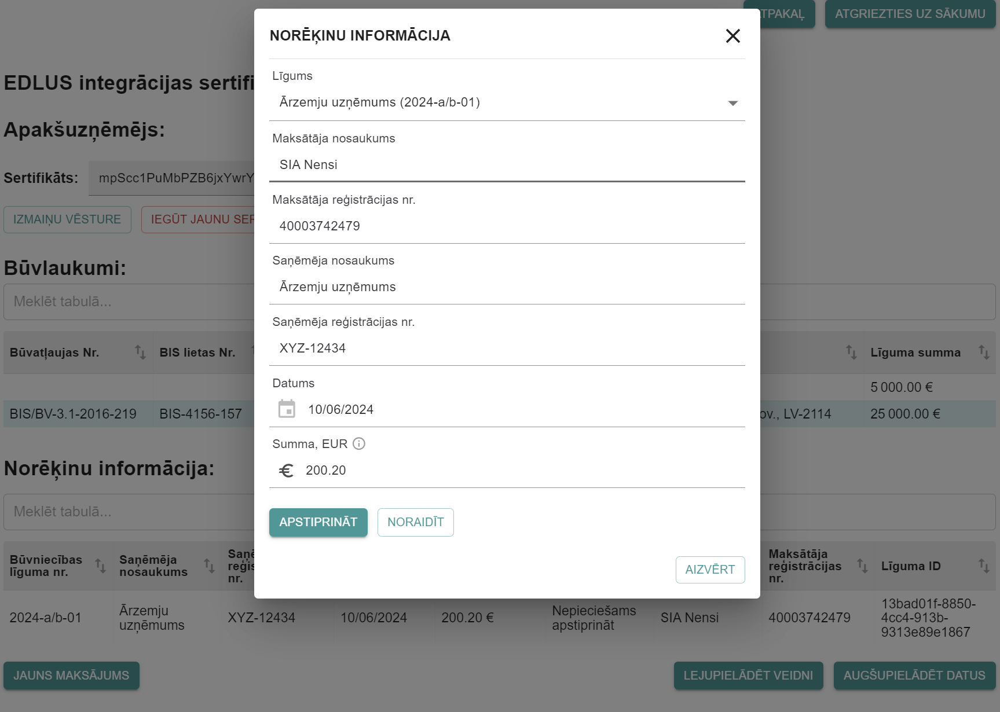 TPAKAĻ
ATGRIEZTIES UZ SĀKUMU
NORĒĶINU INFORMĀCIJA
Līgums
Ārzemju uzņēmums (2024-a/b-01)
Maksātāja nosaukums
SIA Nensi
Maksātāja reģistrācijas nr.
40003742479
Saņēmēja nosaukums
Ārzemju uzņēmums
Saņēmēja reģistrācijas nr.
XYZ-12434
Datums
10/06/2024
Summa, EUR
€ 200.20
APSTIPRINĀT
NORAIDĪT
AIZVĒRT
EDLUS integrācijas sertifi
Apakšuzņēmējs:
Sertifikāts: mpScc1PuMbPZB6jxYwrY
IZMAIŅU VĒSTURE
IEGŪT JAUNU SER
Būvlaukumi:
Meklēt tabulā...
Būvatļaujas Nr. BIS lietas Nr. Līguma summa
5 000.00 €
BIS/BV-3.1-2016-219 BIS-4156-157 ov., LV-2114 25 000.00 €
Norēķinu informācija:
Meklēt tabulā...
Būvniecības
līguma nr.
Saņēmēja
nosaukums
Saņē
reģis
nr.
Maksātāja
reģistrācijas
nr.
Līguma ID
2024-a/b-01
Ārzemju
uzņēmums
XYZ-12434
10/06/2024
200.20 €
Nepieciešams
apstiprināt
SIA Nensi
40003742479
13bad01f-8850-
4cc4-913b-
9313e89e1867
JAUNS MAKSĀJUMS
LEJUPIELĀDĒT VEIDNI
AUGŠUPIELĀDĒT DATUS